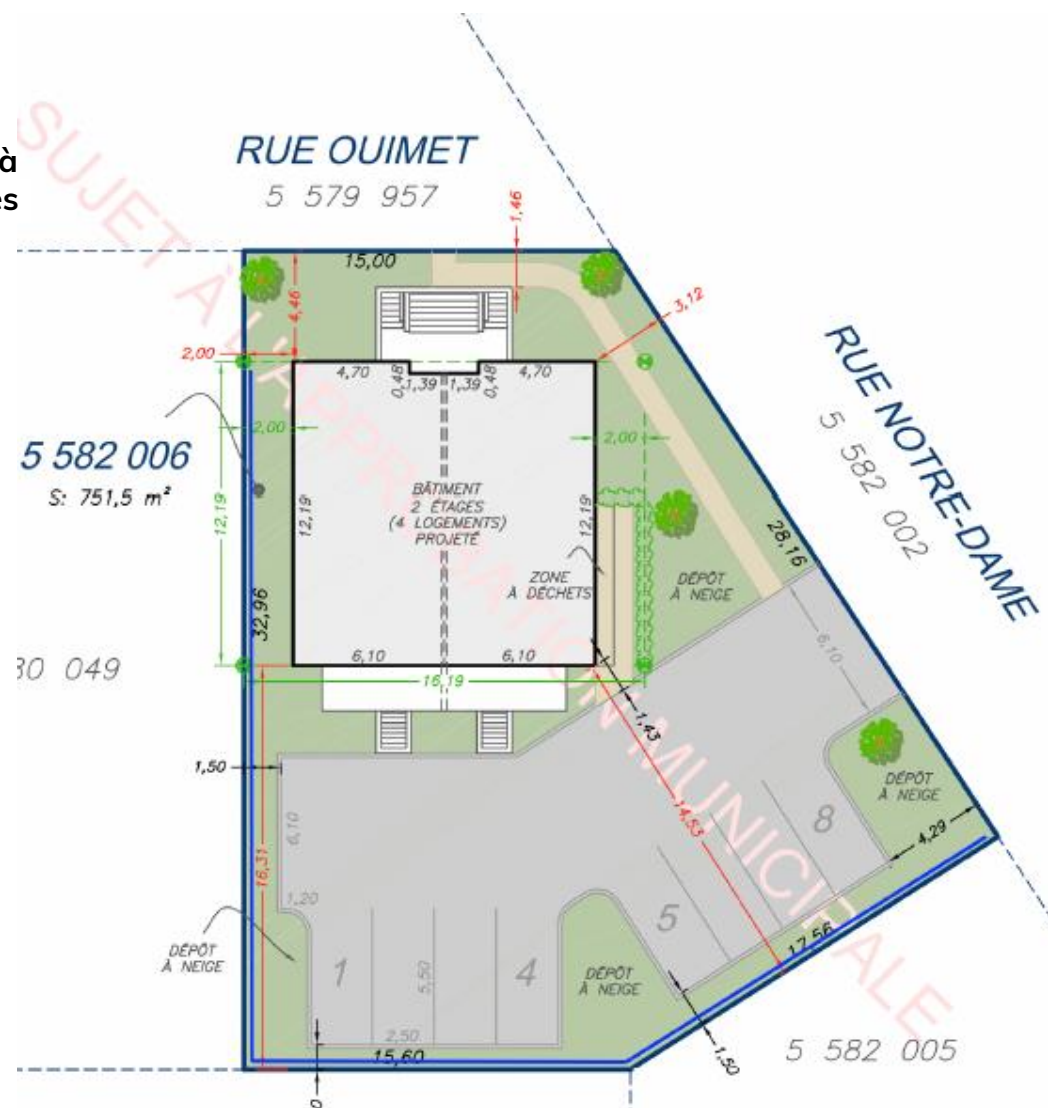 à
es
RUE OUIMET
5 579 957
1,46
15,00
4,46
3,12
2,00
4,70
0,48
1,39
1,39
0,48
4,70
RUE NOTRE-DAME
5 582 002
2,00
2,00
5 582 006
S: 751,5 m²
12,19
12,19
BÂTIMENT
2 ÉTAGES
(4 LOGEMENTS)
PROJETÉ
12,19
28,16
ZONE
À DÉCHETS
DÉPÔT
À NEIGE
32,96
6,10
6,10
6,10
30 049
16,19
1,43
1,50
DÉPÔT
À NEIGE
6,10
14,53
8
4,29
16,31
1,20
5
DÉPÔT
À NEIGE
17,56
1
5,50
4
DÉPÔT
À NEIGE
2,50
15,60
1,50
5 582 005
0
SUJET À L'APPROBATION MUNICIPALE